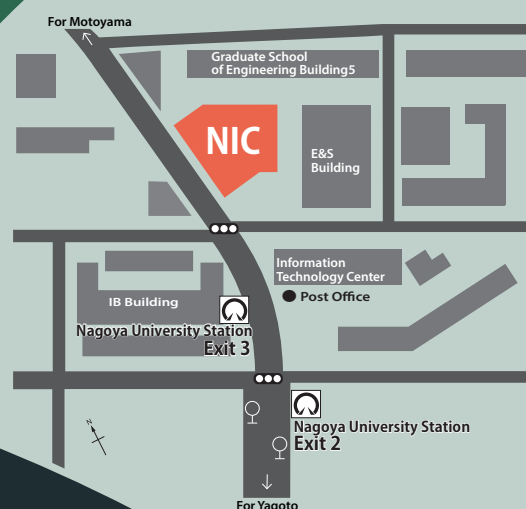 For Motoyama
Graduate School
of Engineering Building5
NIC
E&S
Building
Information
Technology Center
Post Office
IB Building
Nagoya University Station
Exit 3
N
Nagoya University Station
Exit 2
For Yagoto